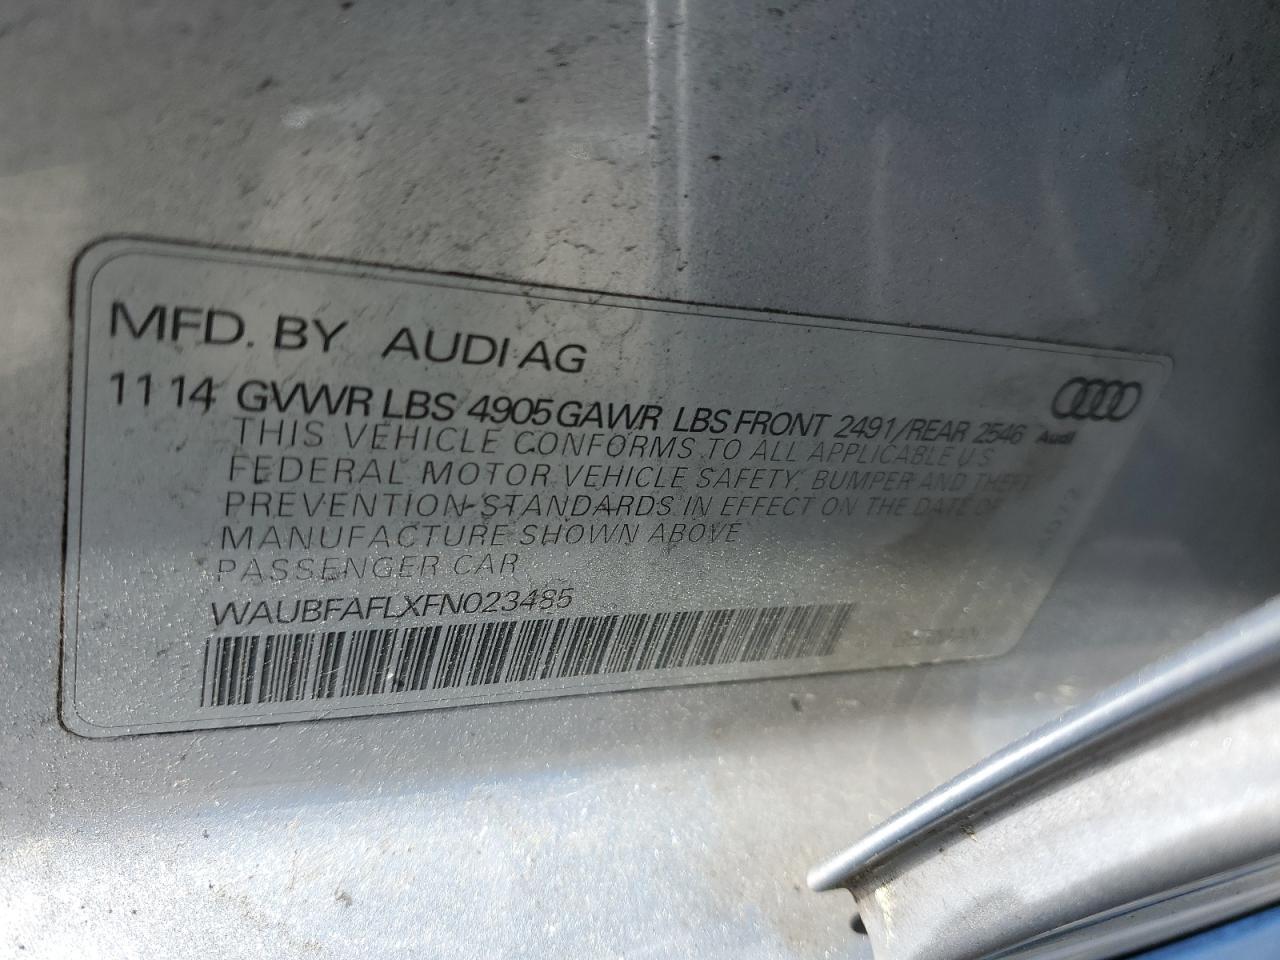 MFD. BY AUDI AG
11 14 GVWR LBS 4905 GAWR LBS FRONT 2491/REAR 2546
Audi
THIS VEHICLE CONFORMS TO ALL APPLICABLE U.S.
FEDERAL MOTOR VEHICLE SAFETY, BUMPER AND THEFT
PREVENTION STANDARDS IN EFFECT ON THE DATE OF
MANUFACTURE SHOWN ABOVE
PASSENGER CAR
WAUBFAFLXFN023485